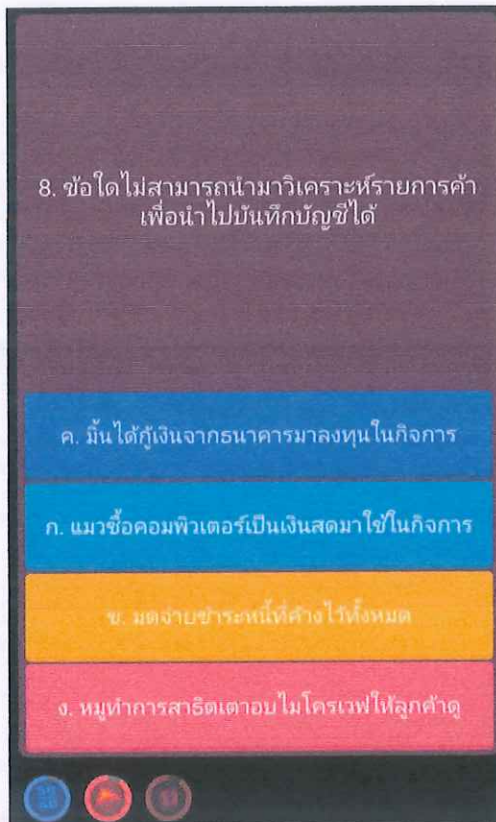 8. ข้อใดไม่สามารถนำมาวิเคราะห์รายการค้า
เพื่อนำไปบันทึกบัญชีได้
ค. มิ้นได้กู้เงินจากธนาคารมาลงทุนในกิจการ
ก. แมวซื้อคอมพิวเตอร์เป็นเงินสดมาใช้ในกิจการ
ข. มดจ่ายชำระหนี้ที่ค้างไว้ทั้งหมด
ง. หมูทำการสาธิตเตาอบไมโครเวฟให้ลูกค้าดู